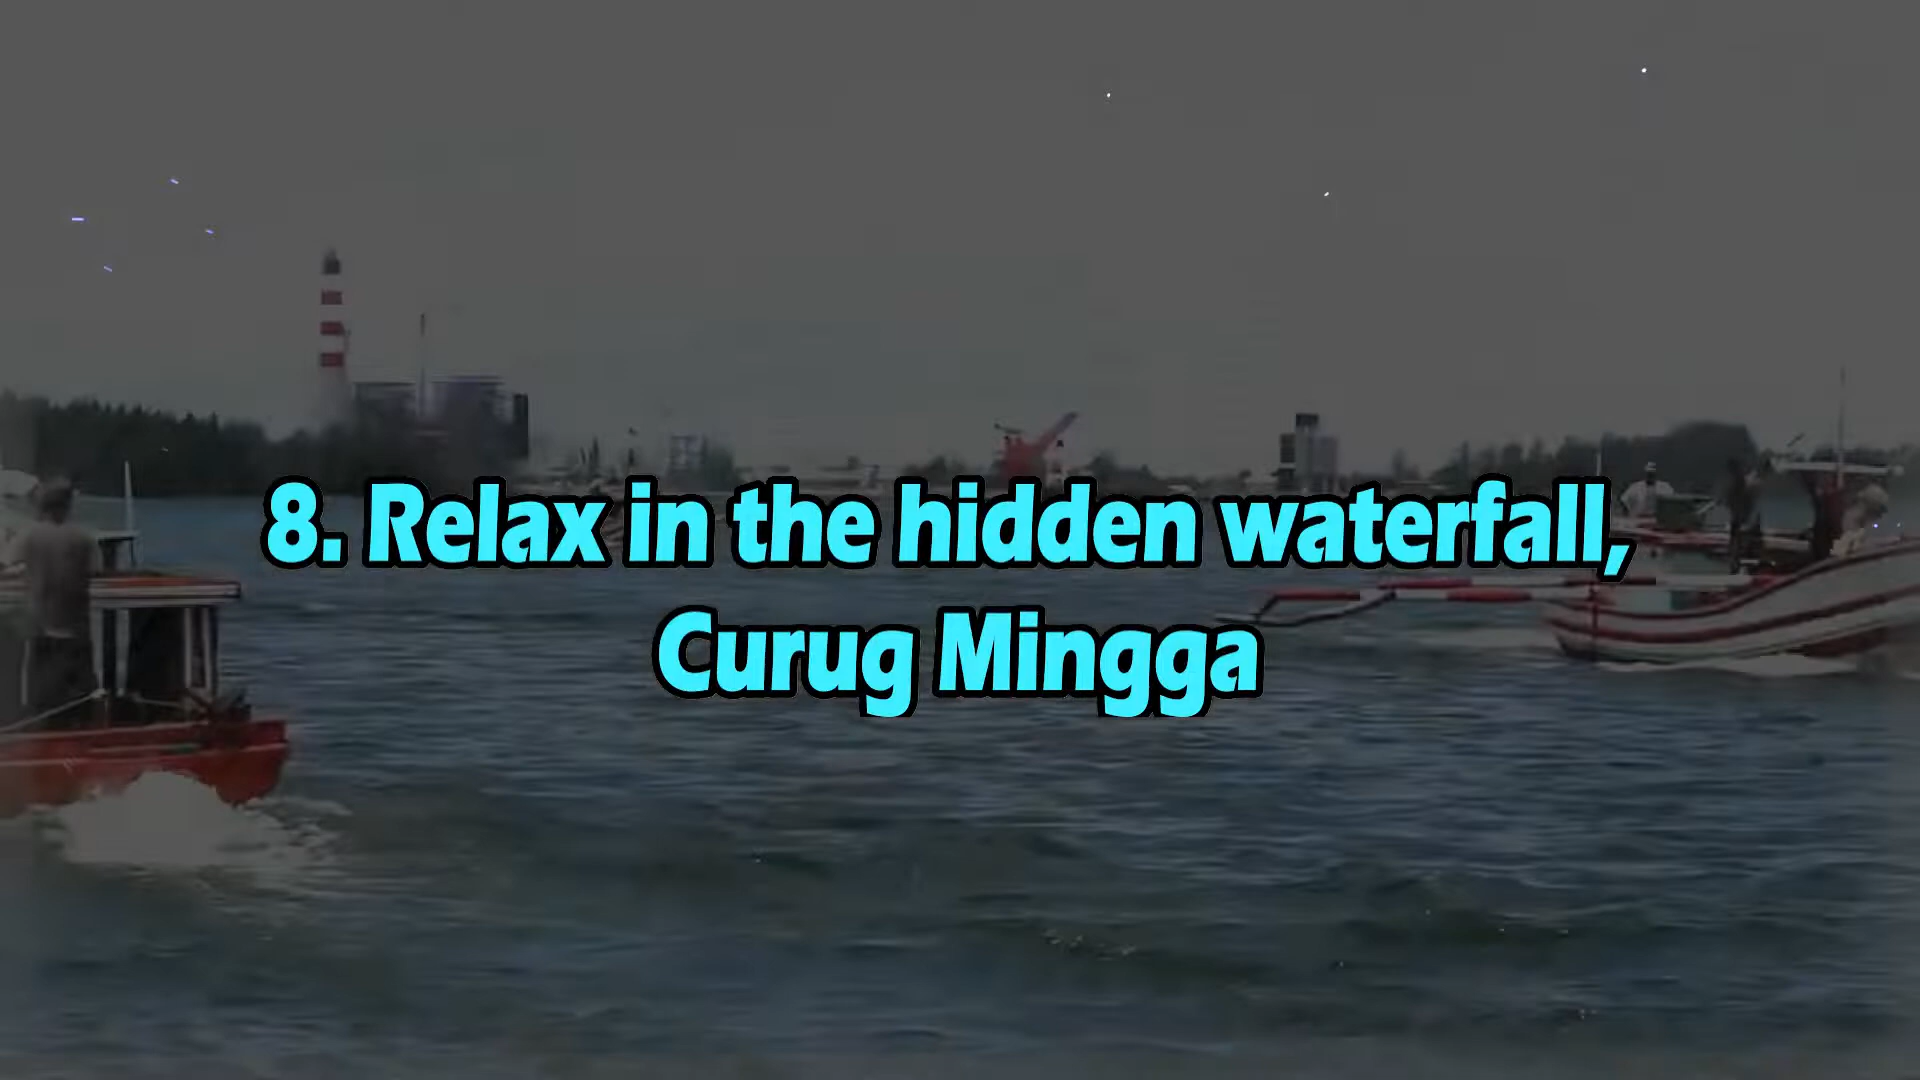 8. Relax in the hidden waterfall,
Curug Mingga